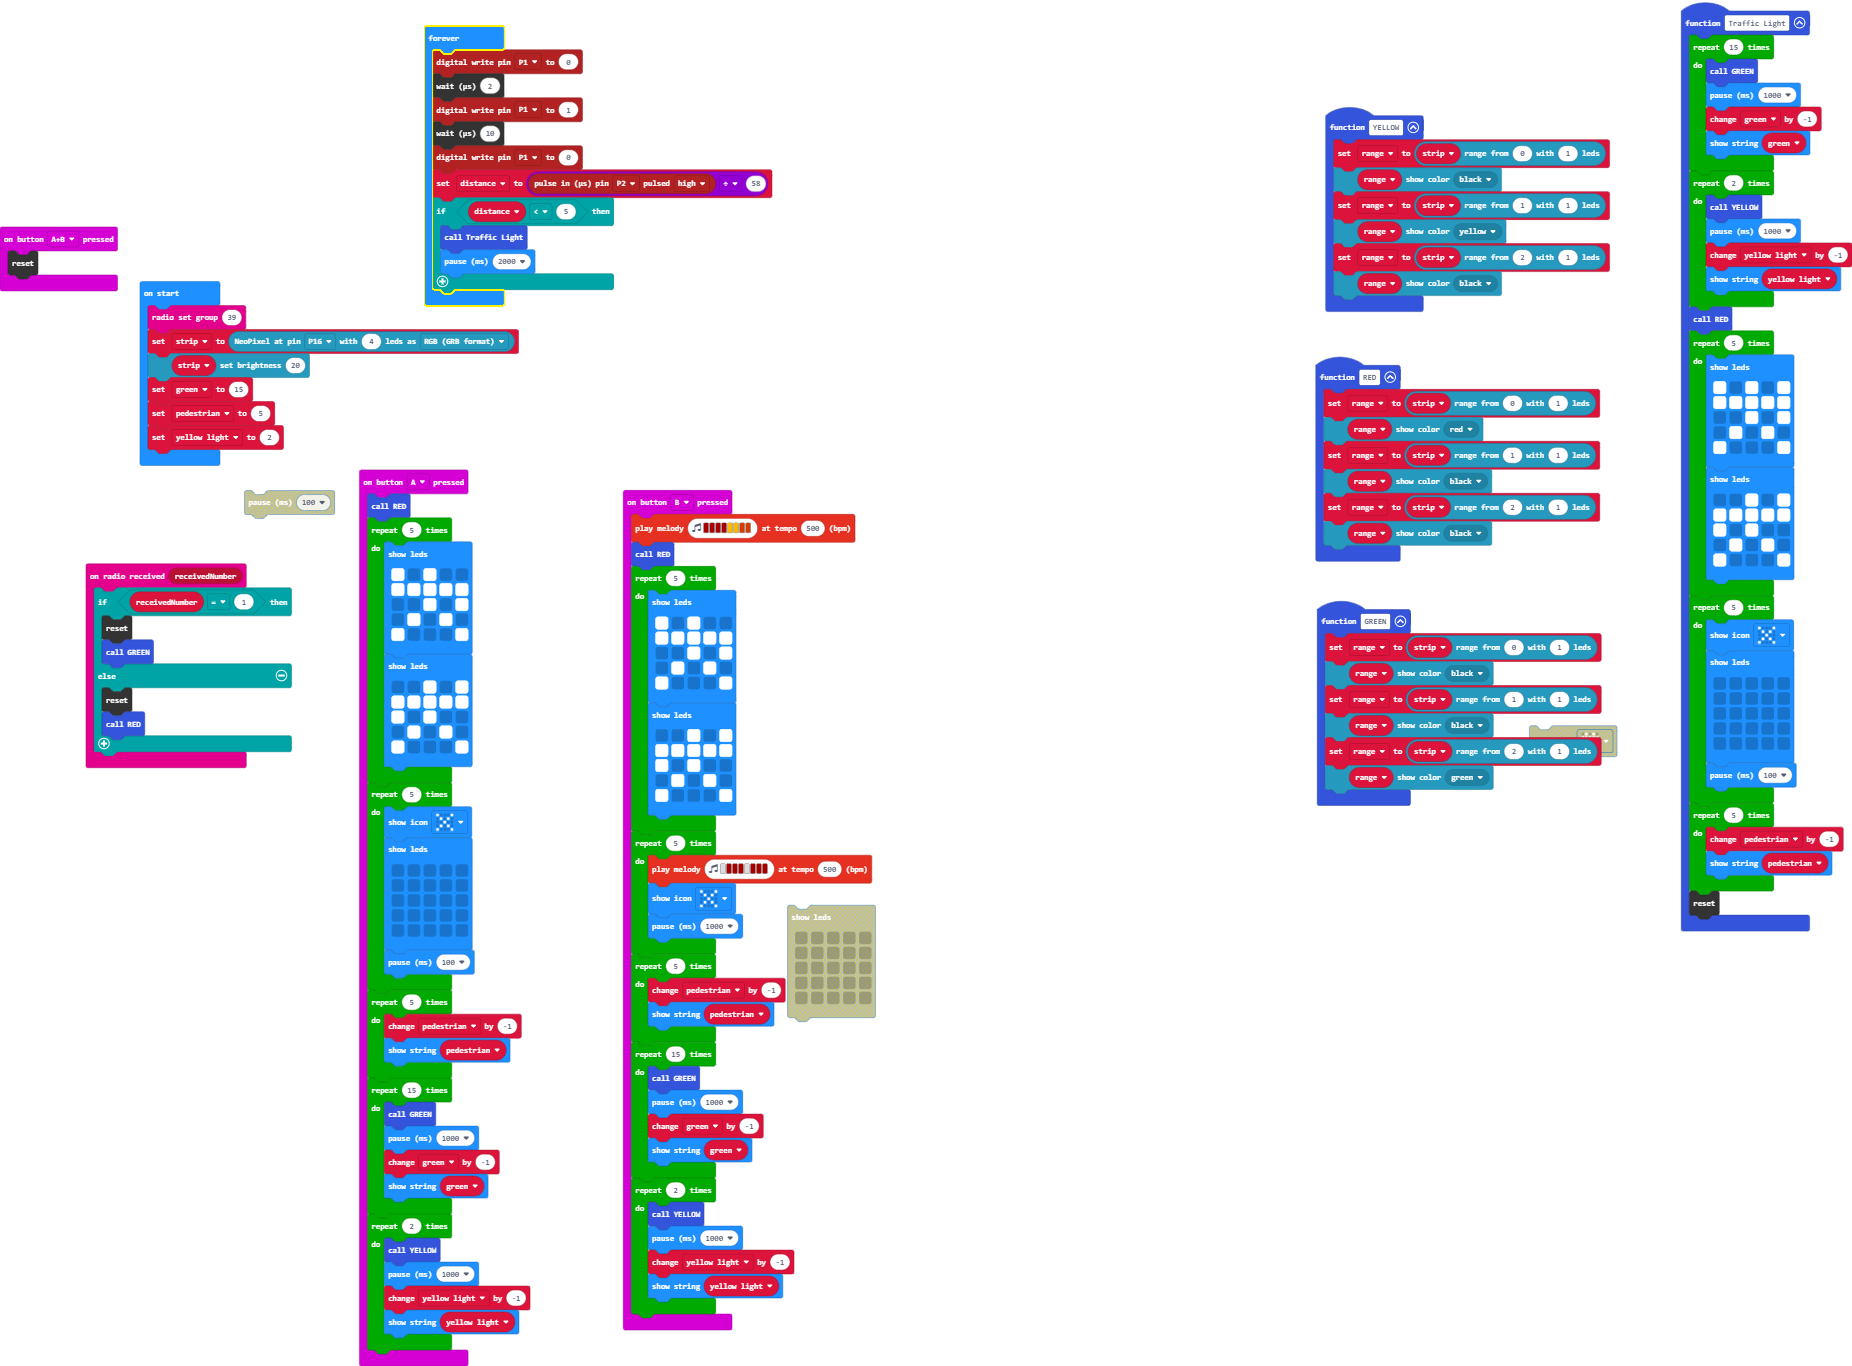 forever
digital write pin P1 to 0
wait (µs) 2
digital write pin P1 to 1
wait (µs) 10
digital write pin P1 to 0
set distance to pulse in (µs) pin P2 pulsed high ÷ 58
if distance < 5 then
call Traffic Light
pause (ms) 2000
on button A+B pressed
reset
on start
radio set group 39
set strip to NeoPixel at pin P16 with 4 leds as RGB (GRB format)
strip set brightness 20
set green to 15
set pedestrian to 5
set yellow light to 2
pause (ms) 100
on radio received receivedNumber
if receivedNumber = 1 then
reset
call GREEN
else
reset
call RED
on button A pressed
call RED
repeat 5 times
do
show leds
show leds
repeat 5 times
do
show icon
show leds
pause (ms) 100
repeat 5 times
do
change pedestrian by -1
show string pedestrian
repeat 15 times
do
call GREEN
pause (ms) 1000
change green by -1
show string green
repeat 2 times
do
call YELLOW
pause (ms) 1000
change yellow light by -1
show string yellow light
on button B pressed
play melody at tempo 500 (bpm)
call RED
repeat 5 times
do
show leds
show leds
repeat 5 times
do
play melody at tempo 500 (bpm)
show icon
pause (ms) 1000
show leds
repeat 5 times
do
change pedestrian by -1
show string pedestrian
repeat 15 times
do
call GREEN
pause (ms) 1000
change green by -1
show string green
repeat 2 times
do
call YELLOW
pause (ms) 1000
change yellow light by -1
show string yellow light
function YELLOW
set range to strip range from 0 with 1 leds
range show color black
set range to strip range from 1 with 1 leds
range show color yellow
set range to strip range from 2 with 1 leds
range show color black
function RED
set range to strip range from 0 with 1 leds
range show color red
set range to strip range from 1 with 1 leds
range show color black
set range to strip range from 2 with 1 leds
range show color black
function GREEN
set range to strip range from 0 with 1 leds
range show color black
set range to strip range from 1 with 1 leds
range show color black
set range to strip range from 2 with 1 leds
range show color green
function Traffic Light
repeat 15 times
do
call GREEN
pause (ms) 1000
change green by -1
show string green
repeat 2 times
do
call YELLOW
pause (ms) 1000
change yellow light by -1
show string yellow light
call RED
repeat 5 times
do
show leds
show leds
repeat 5 times
do
show icon
show leds
pause (ms) 100
repeat 5 times
do
change pedestrian by -1
show string pedestrian
reset